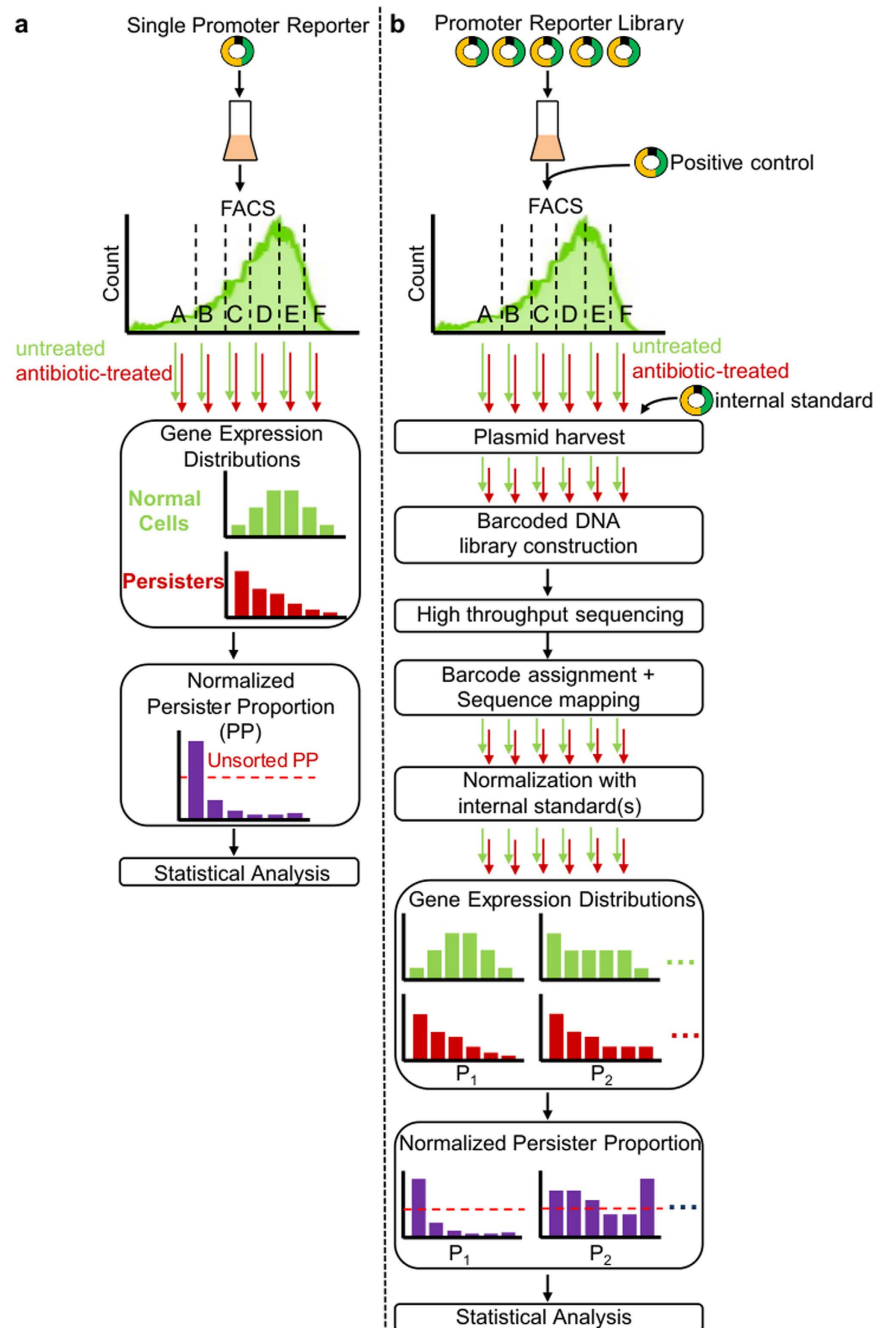 a
Single Promoter Reporter
FACS
Count
A B C D E F
untreated
antibiotic-treated
Gene Expression
Distributions
Normal
Cells
Persisters
Normalized
Persister Proportion
(PP)
Unsorted PP
Statistical Analysis
b
Promoter Reporter Library
Positive control
FACS
Count
A B C D E F
untreated
antibiotic-treated
internal standard
Plasmid harvest
Barcoded DNA
library construction
High throughput sequencing
Barcode assignment +
Sequence mapping
Normalization with
internal standard(s)
Gene Expression Distributions
P1 P2
Normalized Persister Proportion
P1 P2
Statistical Analysis